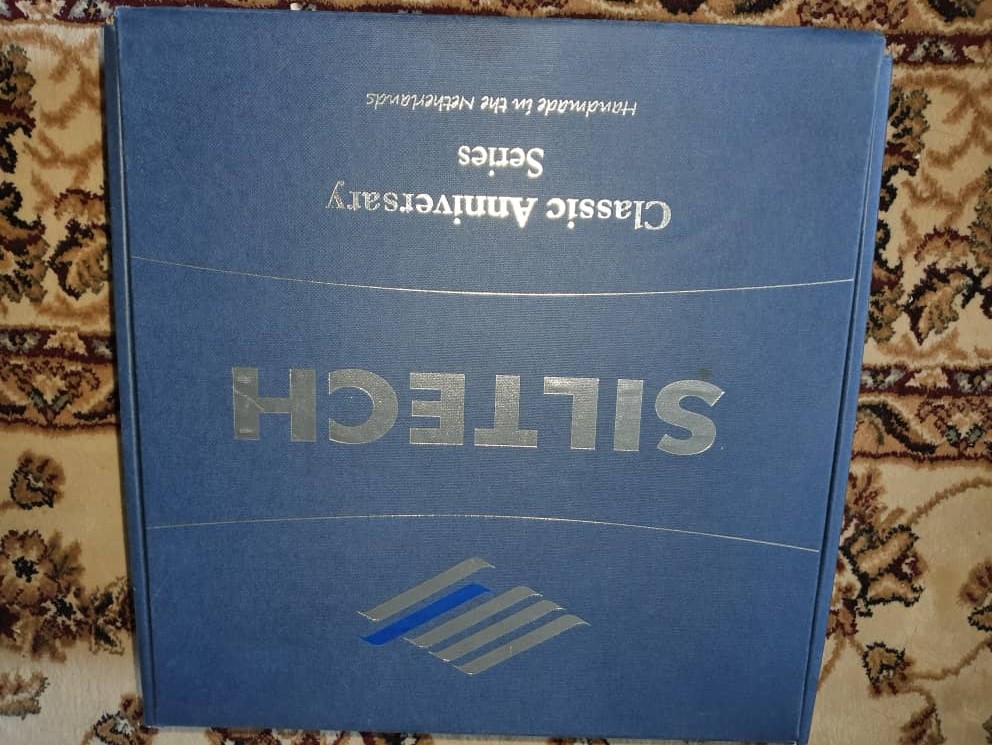 SILTECH
Classic Anniversary
Series
Handmade in the Netherlands